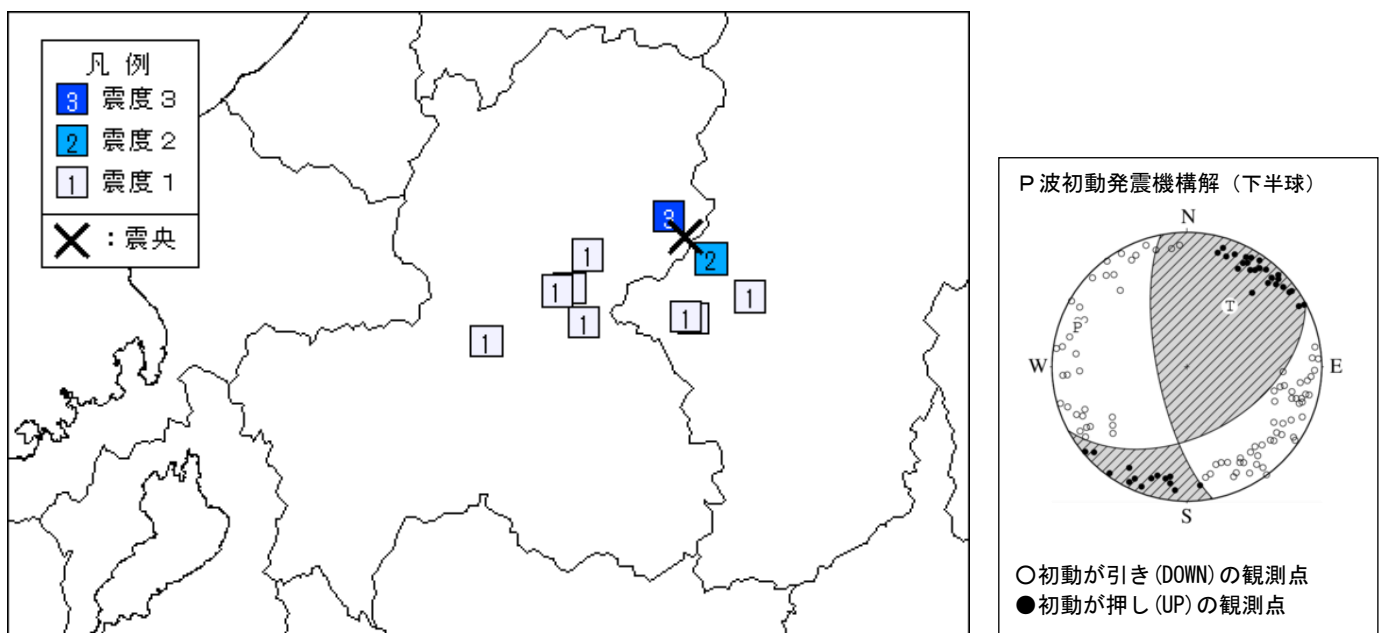 凡 例
3 震度３
2 震度２
1 震度１
：震央
3
2
1
1
1
1
1
1
1
Ｐ波初動発震機構解（下半球）
N
T
P
W
E
S
○初動が引き(DOWN)の観測点
●初動が押し(UP)の観測点